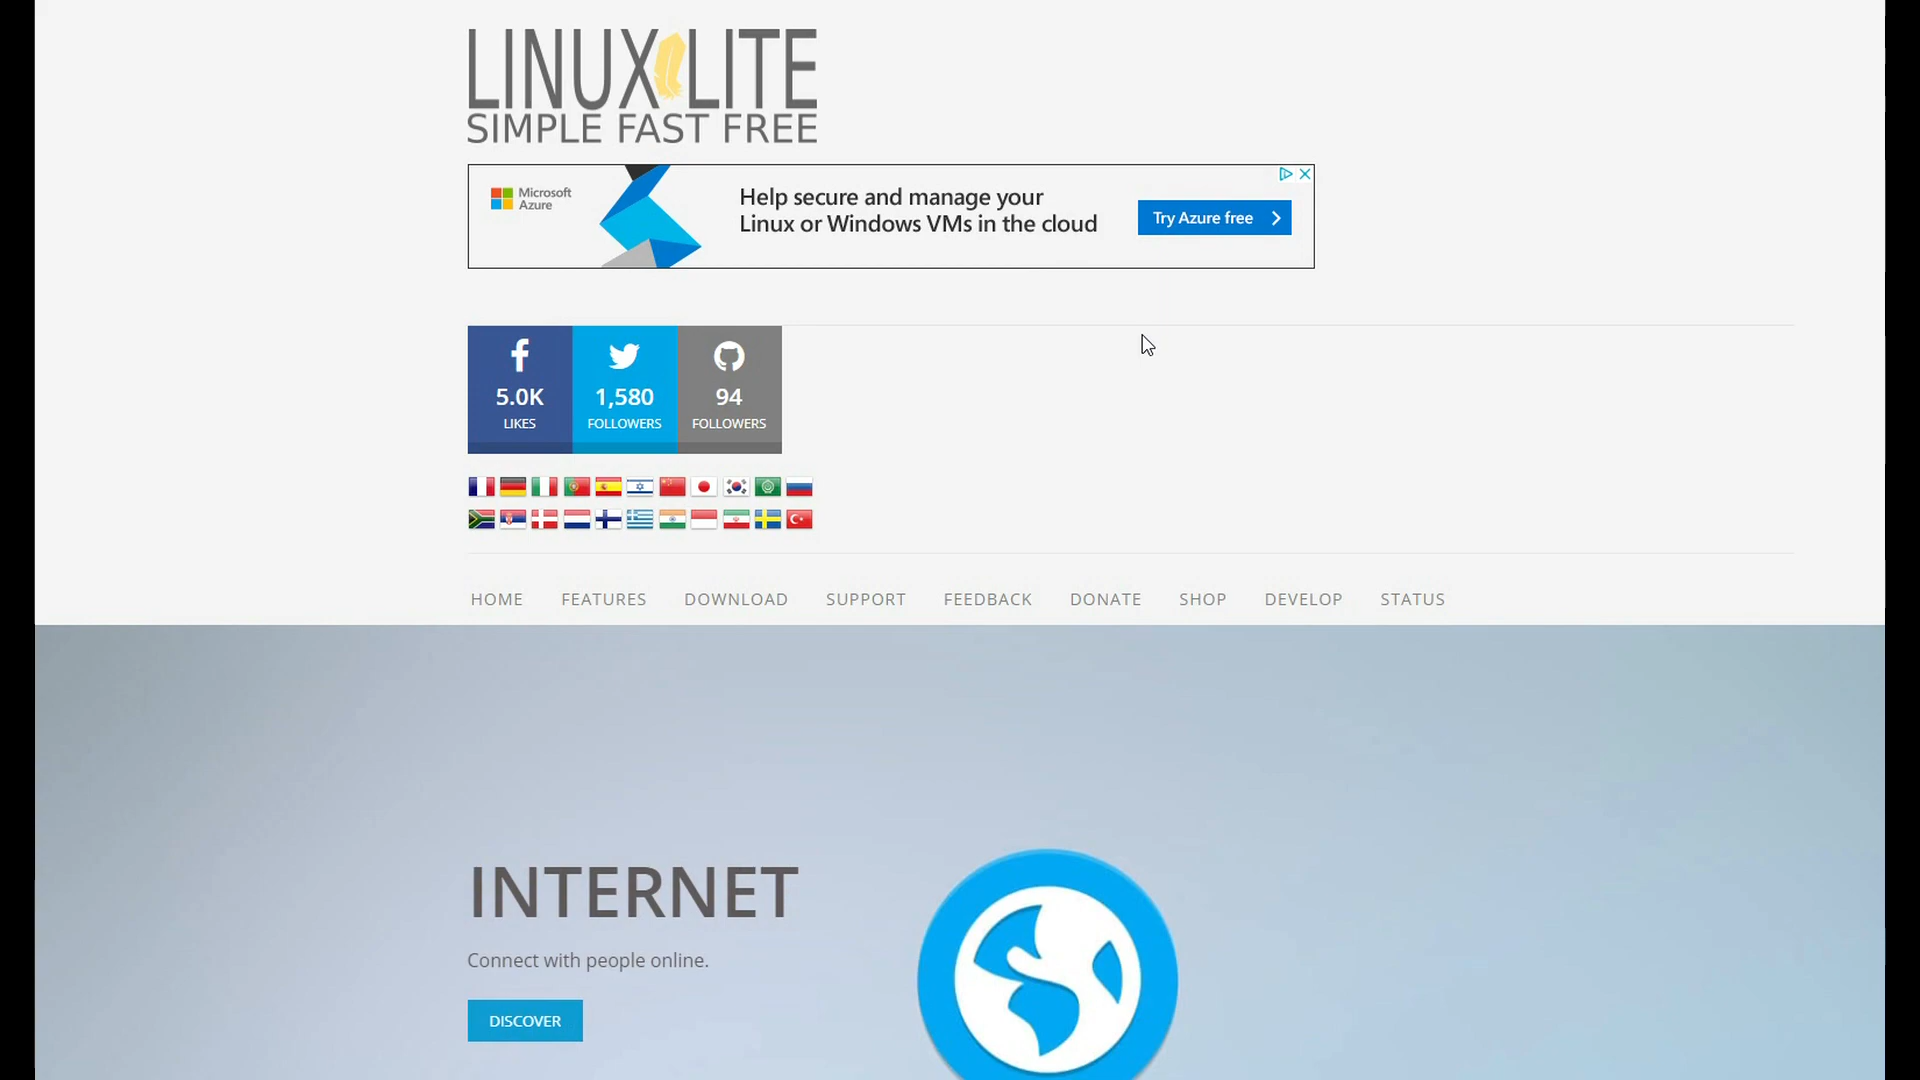 LINUX LITE
SIMPLE FAST FREE
Microsoft
Azure
Help secure and manage your
Linux or Windows VMs in the cloud
Try Azure free
5.0K
LIKES
1,580
FOLLOWERS
94
FOLLOWERS
HOME FEATURES DOWNLOAD SUPPORT FEEDBACK DONATE SHOP DEVELOP STATUS
INTERNET
Connect with people online.
DISCOVER